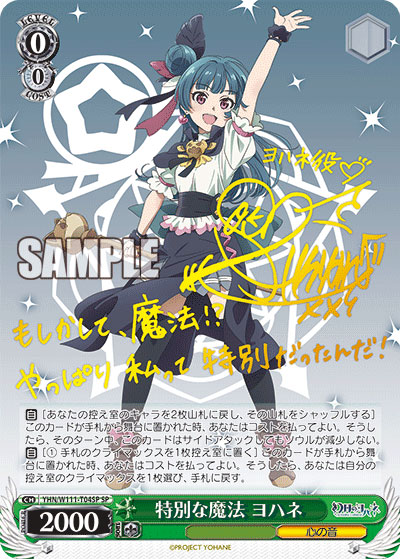 LEVEL
0
0
COST
ヨハネ役
SAMPLE
もしかして、魔法!?
やっぱり 私って 特別だったんだ!
自【あなたの控え室のキャラを2枚山札に戻し、その山札をシャッフルする】
このカードが手札から舞台に置かれた時、あなたはコストを払ってよい。そうし
たら、そのターン中、このカードはサイドアタックしてもソウルが減少しない。
自【① 手札のクライマックスを1枚控え室に置く】 このカードが手札から舞
台に置かれた時、あなたはコストを払ってよい。そうしたら、あなたは自分の
控え室のクライマックスを1枚選び、手札に戻す。
YHN/W111-T04SP SP
2000
特別な魔法 ヨハネ
心の音
©PROJECT YOHANE